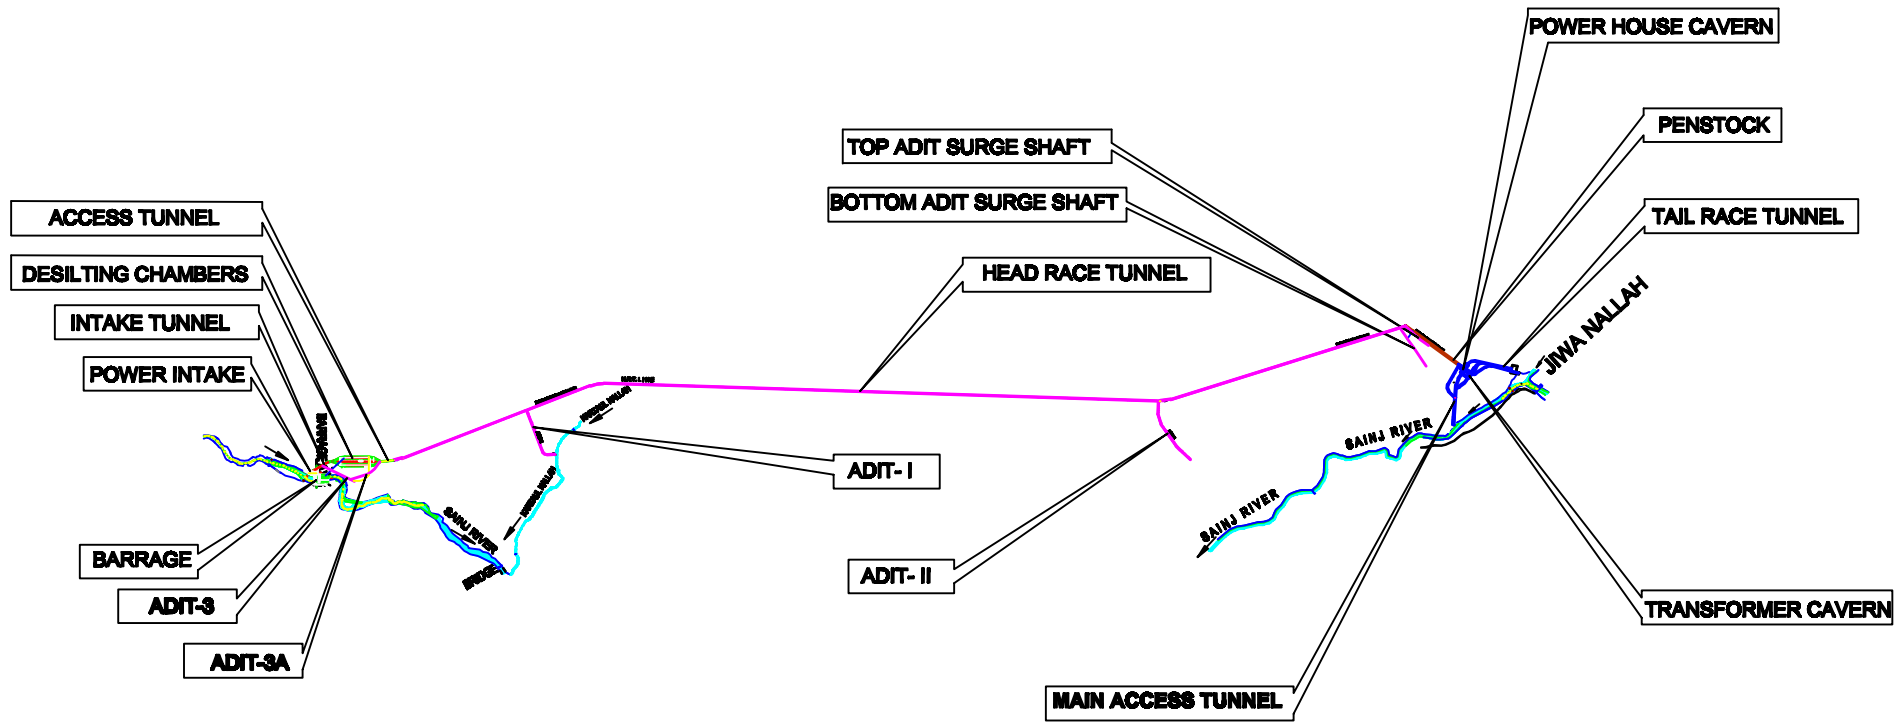 POWER HOUSE CAVERN
PENSTOCK
TOP ADIT SURGE SHAFT
BOTTOM ADIT SURGE SHAFT
TAIL RACE TUNNEL
ACCESS TUNNEL
DESILTING CHAMBERS
HEAD RACE TUNNEL
INTAKE TUNNEL
POWER INTAKE
JIWA NALLAH
BARRAGE
SAINJ RIVER
SAINJ RIVER
SAINJ RIVER
BRIDGE
ADIT- I
BARRAGE
ADIT- II
ADIT-3
TRANSFORMER CAVERN
ADIT-3A
MAIN ACCESS TUNNEL